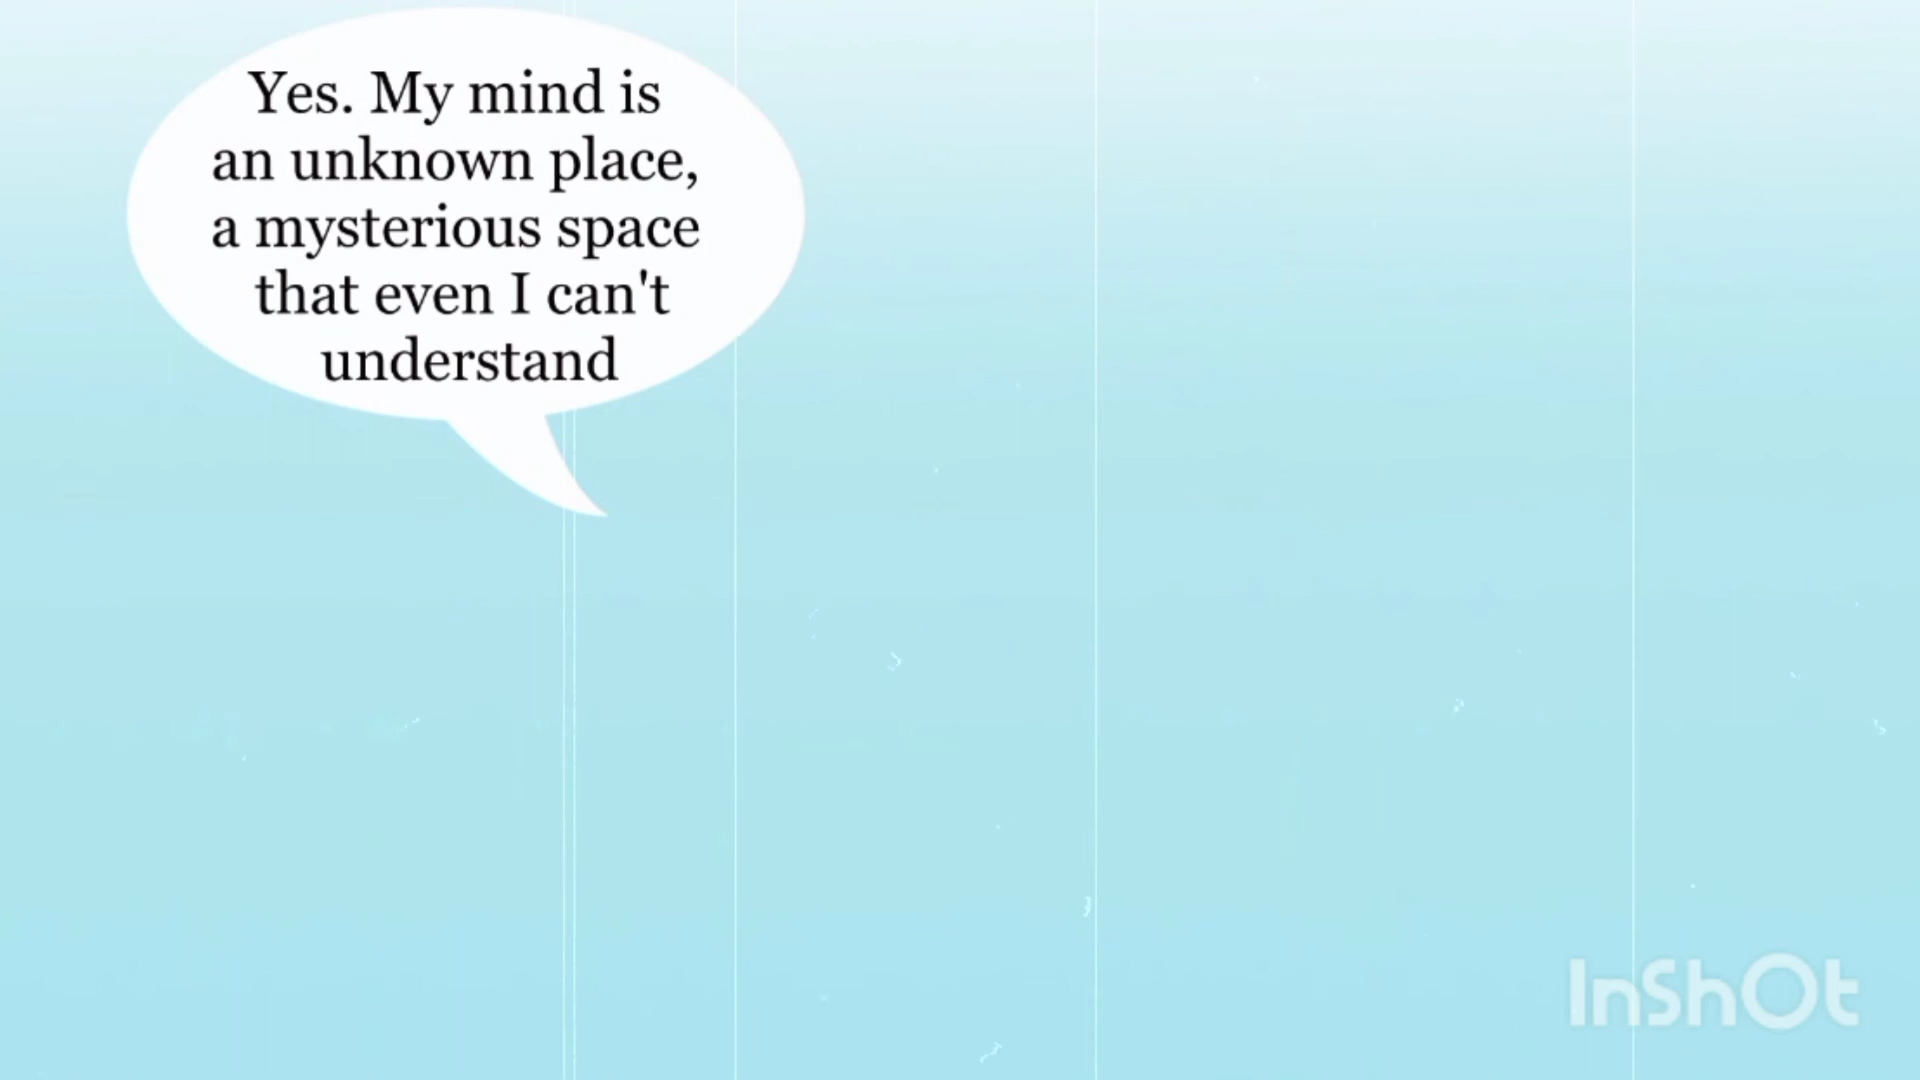 Yes. My mind is
an unknown place,
a mysterious space
that even I can't
understand
InShOt